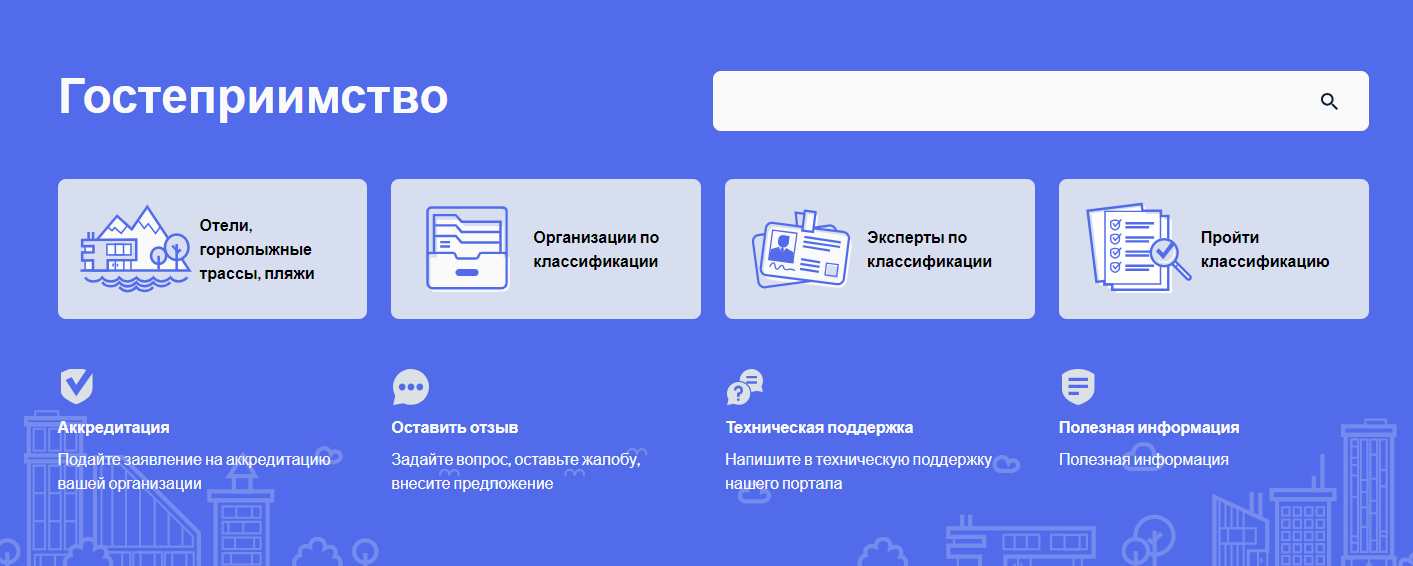 Гостеприимство
Отели,
горнолыжные
трассы, пляжи
Организации по
классификации
Эксперты по
классификации
Пройти
классификацию
Аккредитация
Подайте заявление на аккредитацию
вашей организации
Оставить отзыв
Задайте вопрос, оставьте жалобу,
внесите предложение
Техническая поддержка
Напишите в техническую поддержку
нашего портала
Полезная информация
Полезная информация